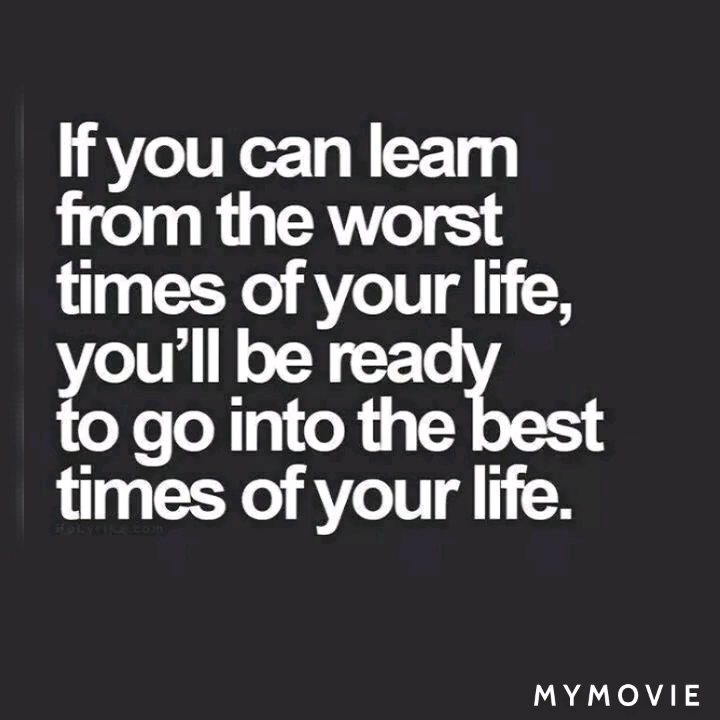 If you can learn
from the worst
times of your life,
you'll be ready
to go into the best
times of your life.
MYMOVIE